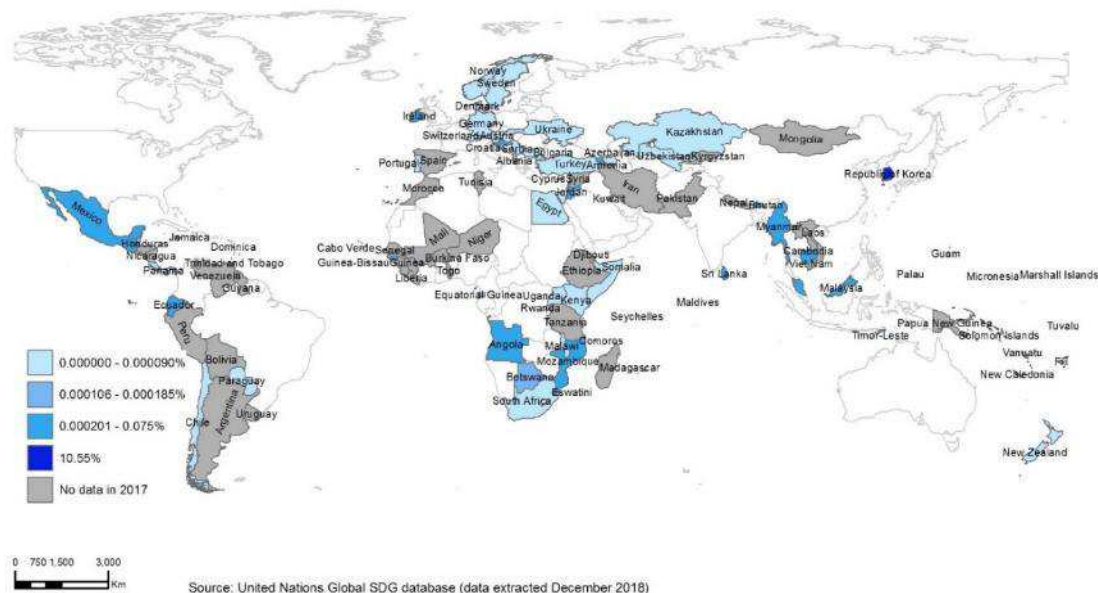 Norway
Sweden
Denmark
Ireland
Germany
Switzerland Austria
Ukraine
Kazakhstan
Mongolia
Croatia Serbia
Bulgaria
Azerbaijan
Uzbekistan Kyrgyzstan
Portugal Spain
Albania
Turkey
Armenia
Republic of Korea
Cyprus Syria
Tunisia
Morocco
Jordan
Kuwait
Iran
Pakistan
Nepal
Bhutan
Egypt
Mexico
Myanmar
Laos
Honduras
Jamaica
Dominica
Nicaragua
Cabo Verde
Senegal
Mali
Niger
Guinea-Bissau Guinea
Burkina Faso
Djibouti
Ethiopia
Somalia
Cambodia
Viet Nam
Guam
Panama
Trinidad and Tobago
Venezuela
Guyana
Liberia
Togo
Sri Lanka
Malaysia
Palau
Micronesia
Marshall Islands
Ecuador
Equatorial Guinea
Uganda
Kenya
Rwanda
Maldives
Seychelles
Tanzania
Papua New Guinea
Timor-Leste
Solomon Islands
Tuvalu
Peru
Angola
Malawi
Comoros
Mozambique
Madagascar
Vanuatu
Fiji
Bolivia
Paraguay
Botswana
New Caledonia
Eswatini
South Africa
Chile
Argentina
Uruguay
New Zealand
0.000000 - 0.000090%
0.000106 - 0.000185%
0.000201 - 0.075%
10.55%
No data in 2017
0 750 1,500 3,000
Km
Source: United Nations Global SDG database (data extracted December 2018)